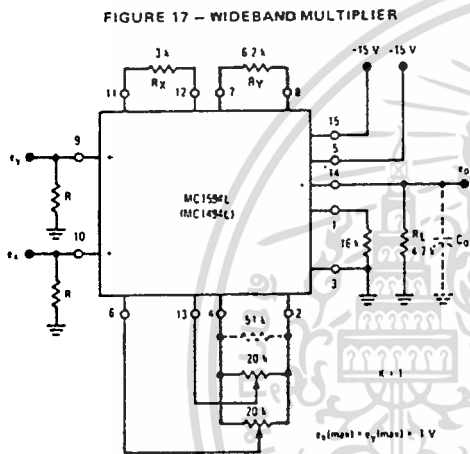 FIGURE 17 – WIDEBAND MULTIPLIER
-15 V -15 V
3 k 6.2 k
RX RY
11 12 7 8
15
5
9 14
ey eo
+ -
1
MC1594L
(MC1494L)
R
16 k RL Co
4.7 k
10
ex
+ 3
R
6 13 4 2
51 k
20 k
K = 1
20 k
ex(max) = ey(max) = 1 V